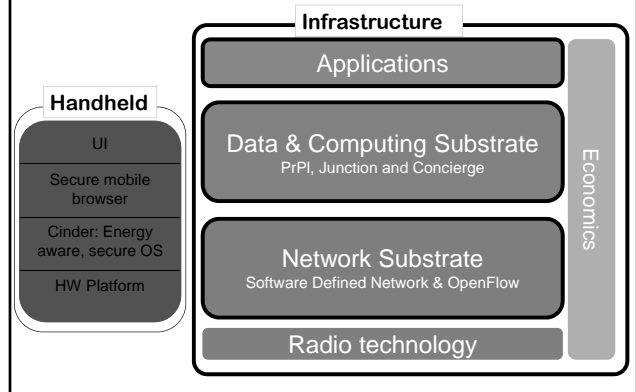 Infrastructure
Applications
Handheld
UI
Secure mobile
browser
Cinder: Energy
aware, secure OS
HW Platform
Data & Computing Substrate
PrPl, Junction and Concierge
Network Substrate
Software Defined Network & OpenFlow
Radio technology
Economics